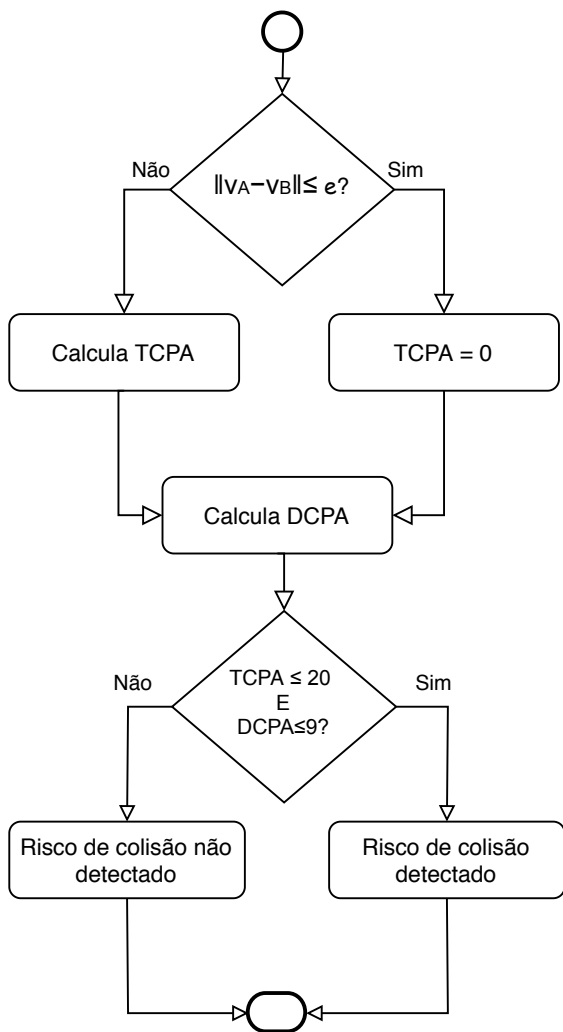 Não
‖vA−vB‖≤ e?
Sim
Calcula TCPA
TCPA = 0
Calcula DCPA
Não
TCPA ≤ 20
E
DCPA≤9?
Sim
Risco de colisão não
detectado
Risco de colisão
detectado